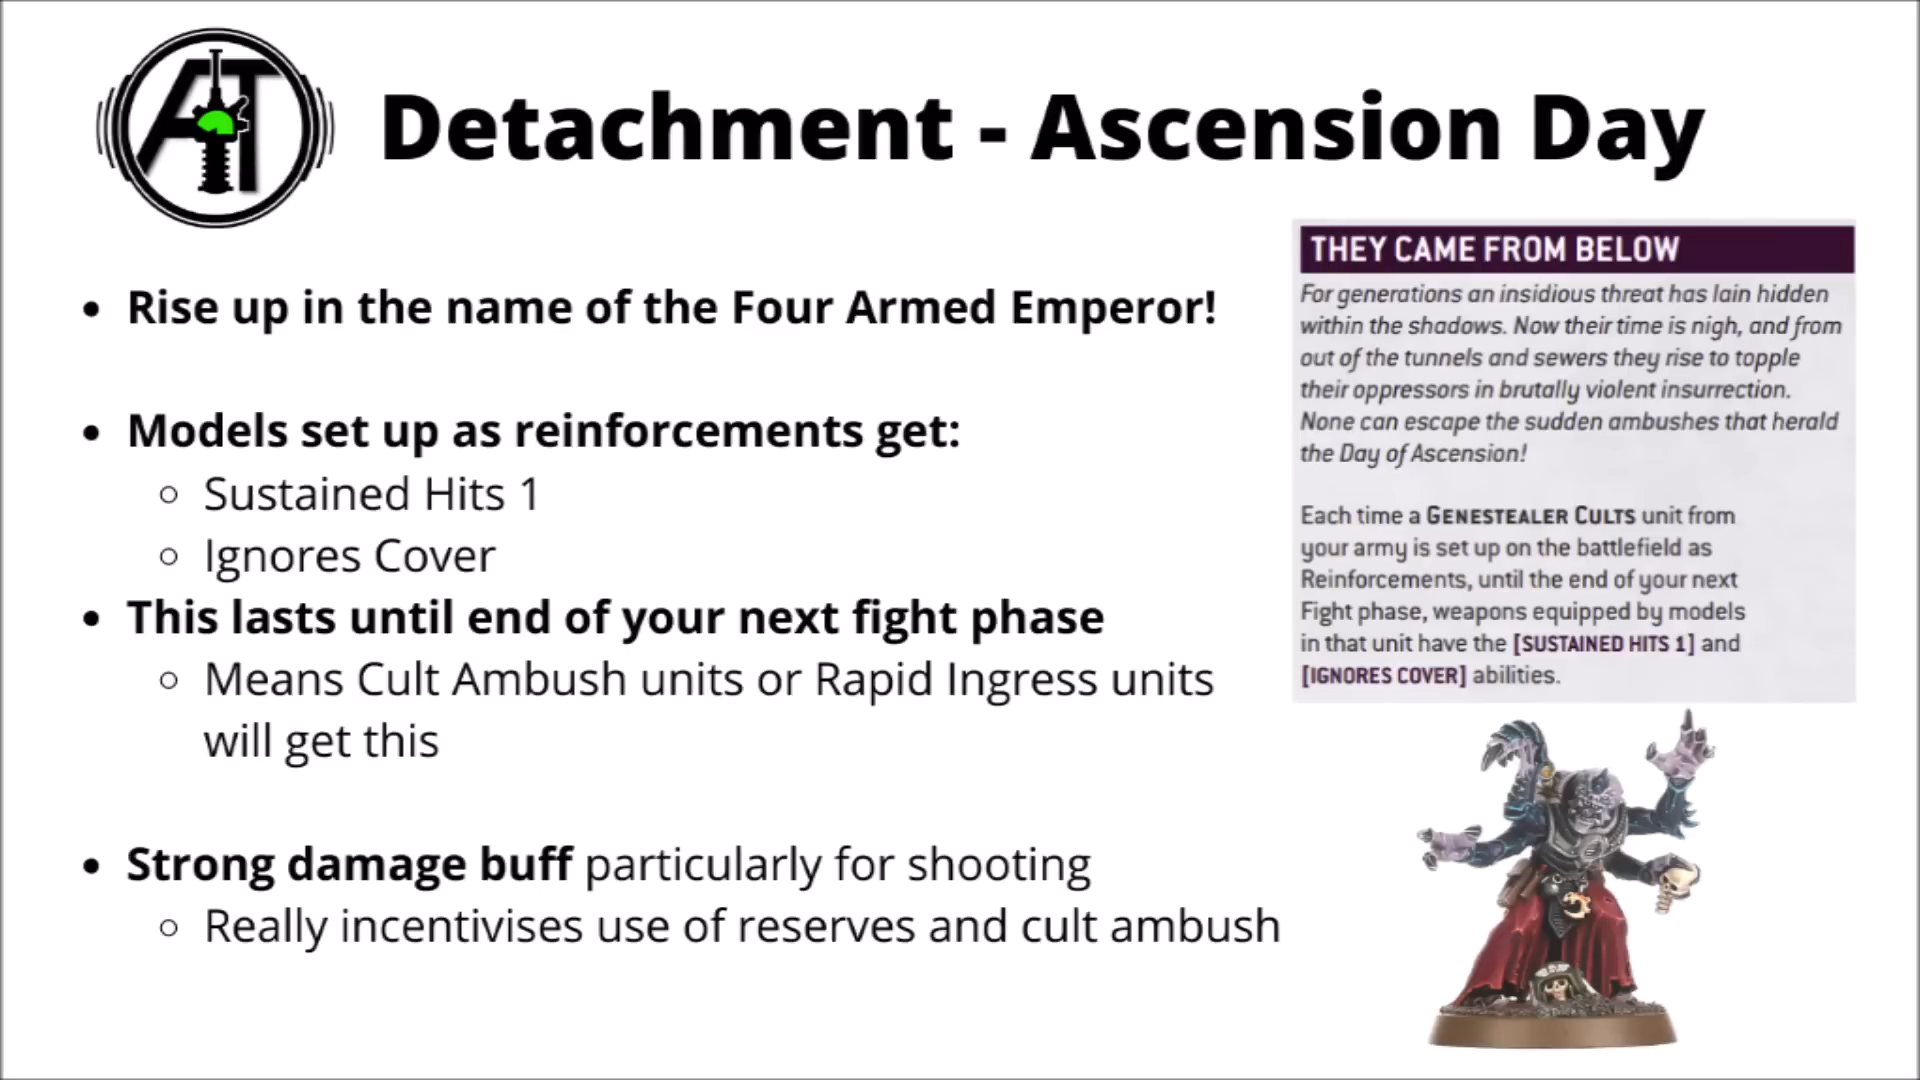 AT
Detachment - Ascension Day
• Rise up in the name of the Four Armed Emperor!
• Models set up as reinforcements get:
○ Sustained Hits 1
○ Ignores Cover
• This lasts until end of your next fight phase
○ Means Cult Ambush units or Rapid Ingress units
will get this
• Strong damage buff particularly for shooting
○ Really incentivises use of reserves and cult ambush
THEY CAME FROM BELOW
For generations an insidious threat has lain hidden
within the shadows. Now their time is nigh, and from
out of the tunnels and sewers they rise to topple
their oppressors in brutally violent insurrection.
None can escape the sudden ambushes that herald
the Day of Ascension!
Each time a GENESTEALER CULTS unit from
your army is set up on the battlefield as
Reinforcements, until the end of your next
Fight phase, weapons equipped by models
in that unit have the [SUSTAINED HITS 1] and
[IGNORES COVER] abilities.